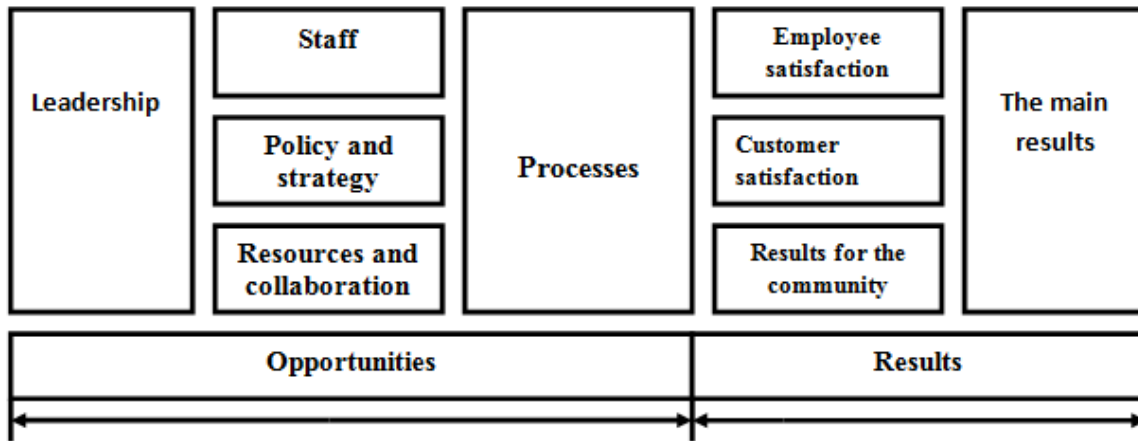 Leadership
Staff
Policy and
strategy
Resources and
collaboration
Processes
Employee
satisfaction
Customer
satisfaction
Results for the
community
The main
results
Opportunities
Results